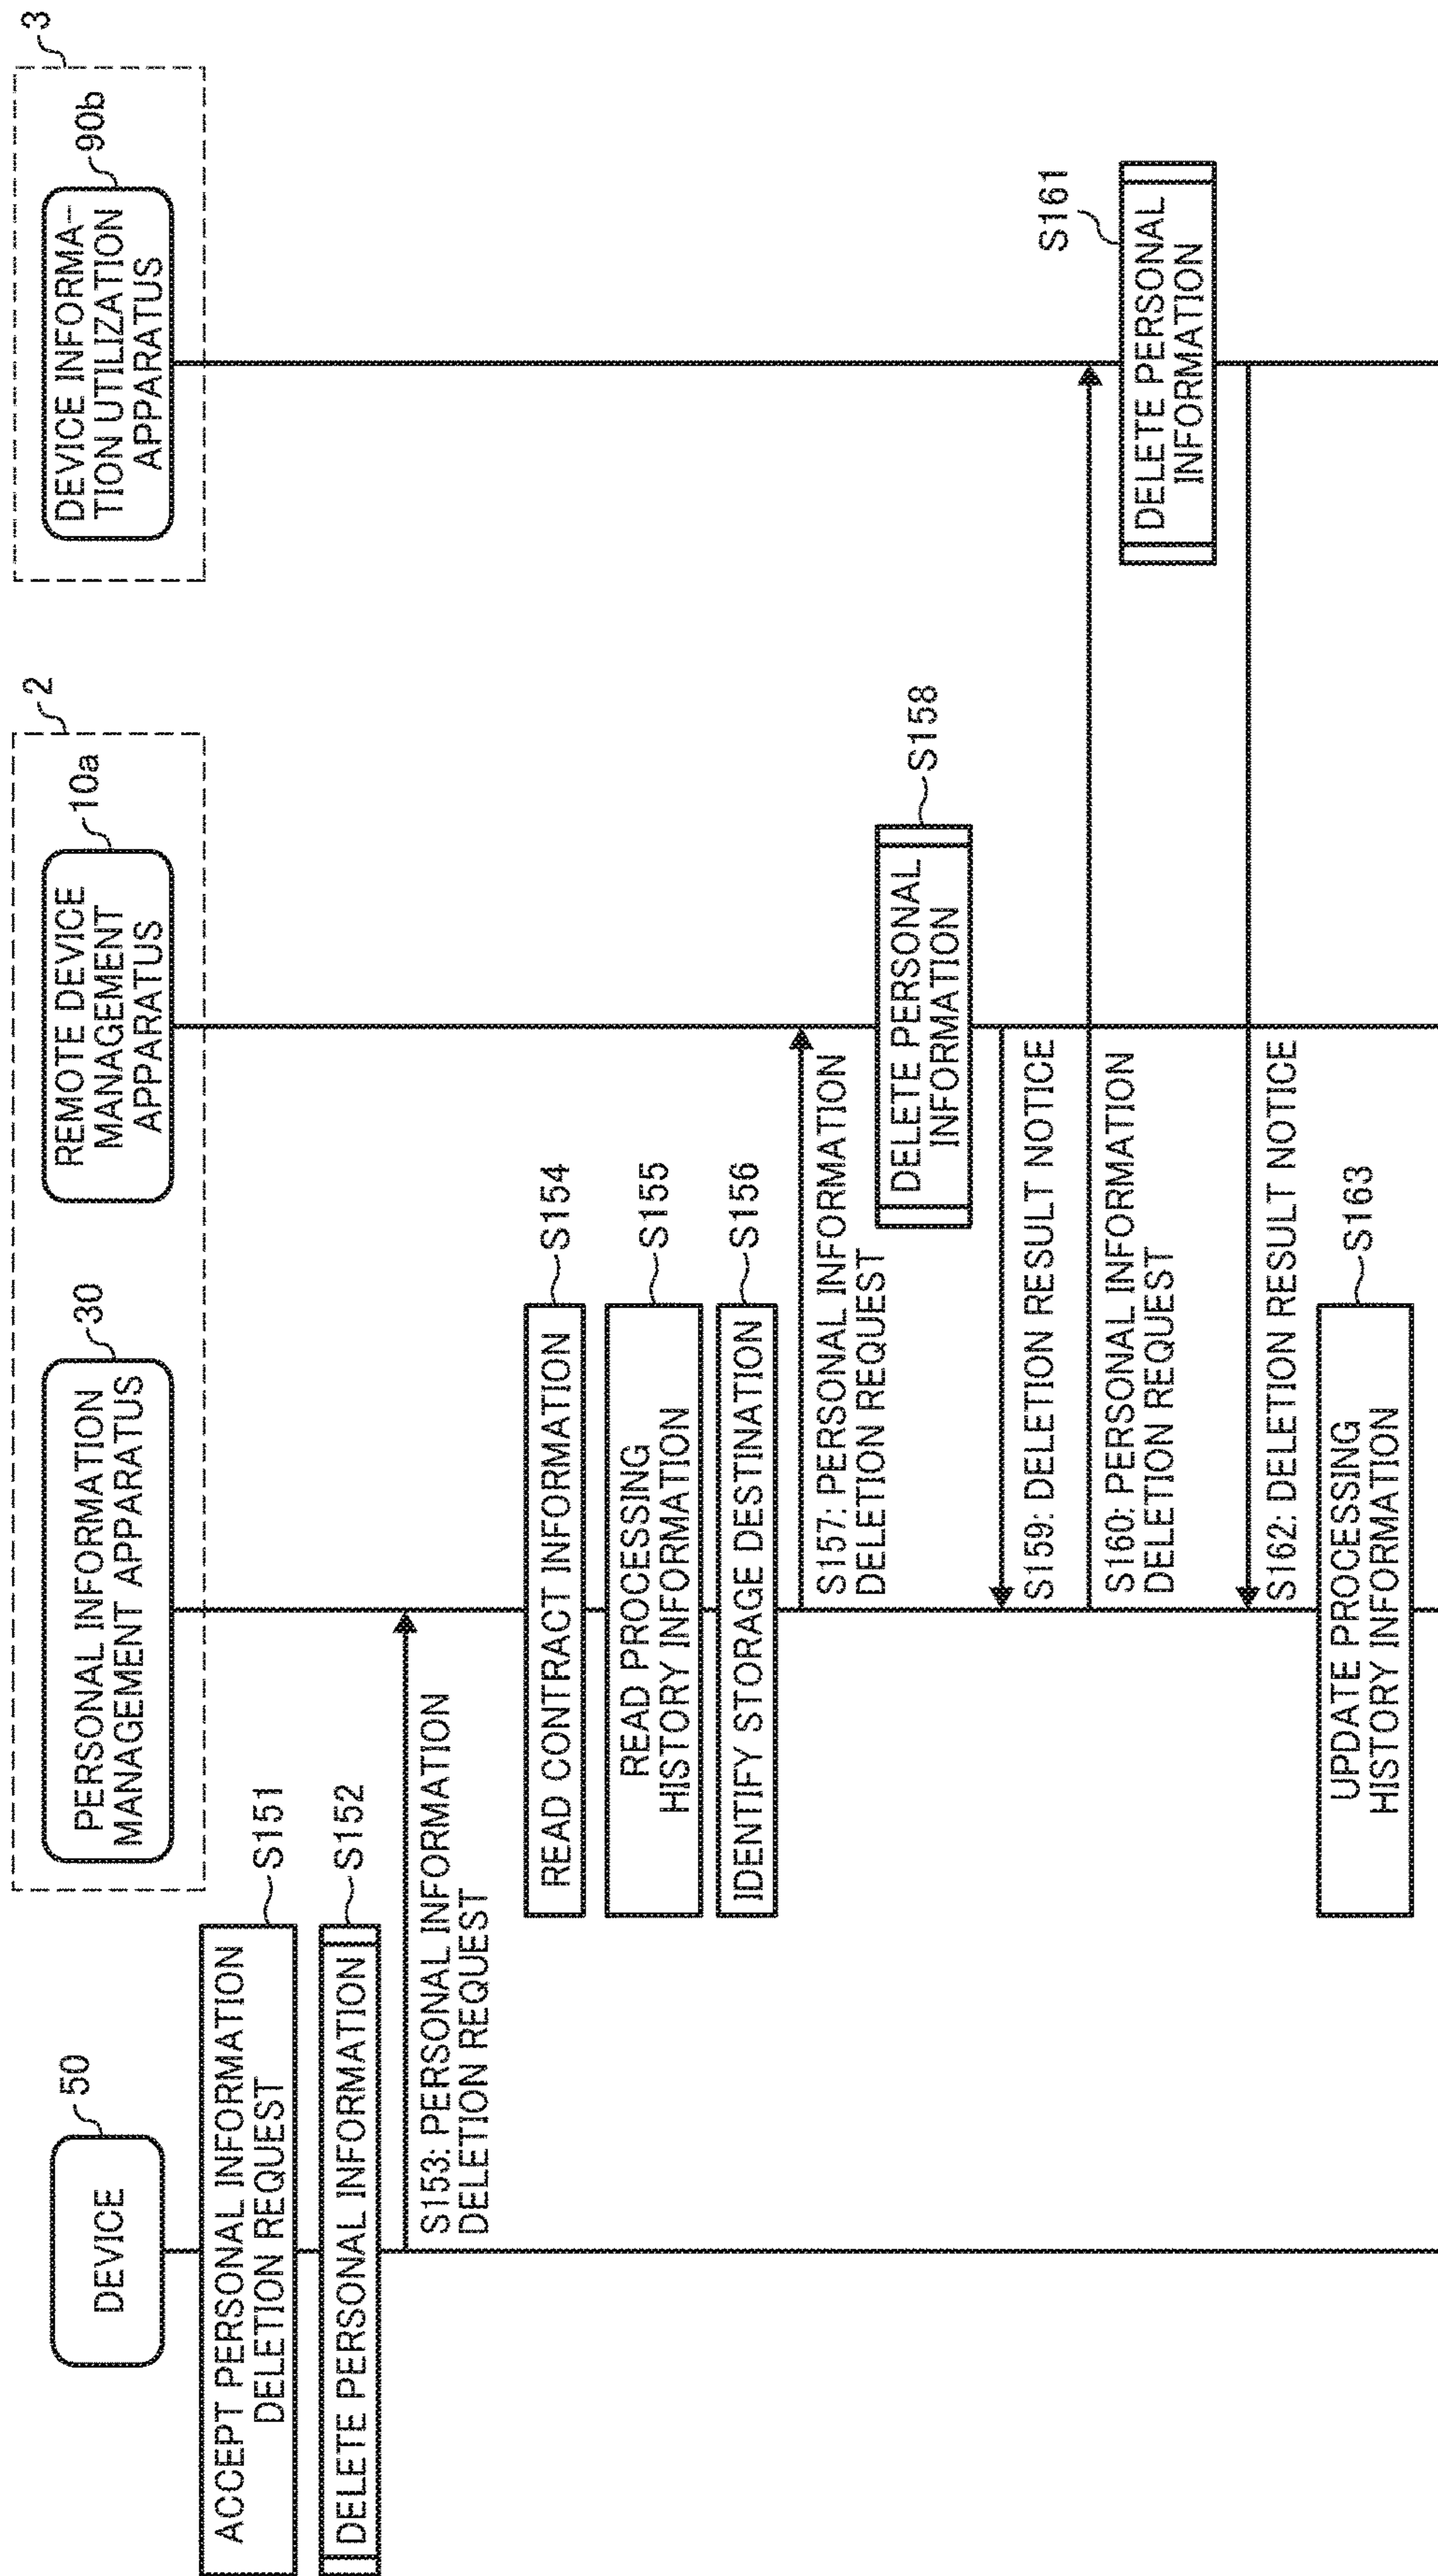 DEVICE
50
PERSONAL INFORMATION
MANAGEMENT APPARATUS
30
REMOTE DEVICE
MANAGEMENT
APPARATUS
10a
2
DEVICE INFORMA-
TION UTILIZATION
APPARATUS
90b
3
ACCEPT PERSONAL INFORMATION
DELETION REQUEST
S151
DELETE PERSONAL INFORMATION
S152
S153: PERSONAL INFORMATION
DELETION REQUEST
READ CONTRACT INFORMATION
S154
READ PROCESSING
HISTORY INFORMATION
S155
IDENTIFY STORAGE DESTINATION
S156
S157: PERSONAL INFORMATION
DELETION REQUEST
DELETE PERSONAL
INFORMATION
S158
S159: DELETION RESULT NOTICE
S160: PERSONAL INFORMATION
DELETION REQUEST
DELETE PERSONAL
INFORMATION
S161
S162: DELETION RESULT NOTICE
UPDATE PROCESSING
HISTORY INFORMATION
S163